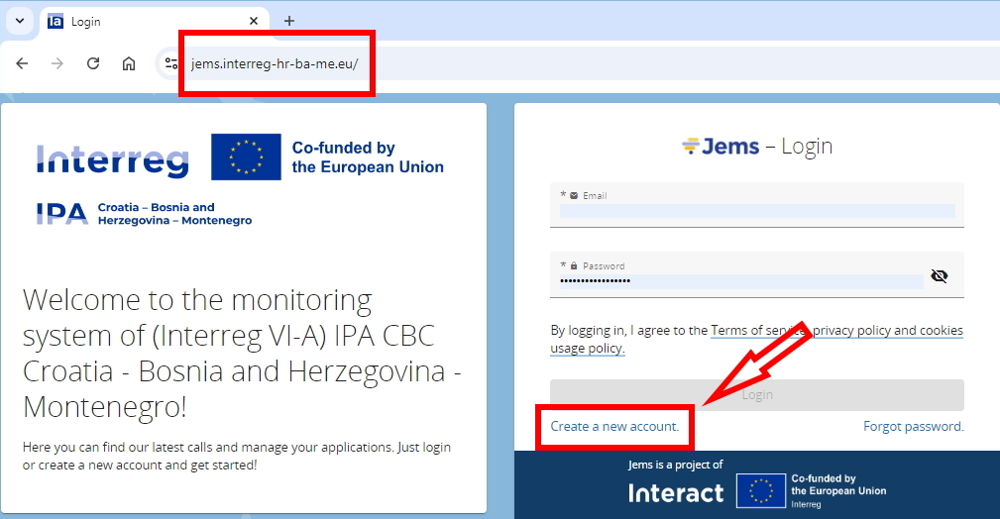 Login
jems.interreg-hr-ba-me.eu/
Interreg
Co-funded by
the European Union
IPA
Croatia – Bosnia and
Herzegovina – Montenegro
Welcome to the monitoring
system of (Interreg VI-A) IPA CBC
Croatia - Bosnia and Herzegovina -
Montenegro!
Here you can find our latest calls and manage your applications. Just login
or create a new account and get started!
Jems – Login
* Email
* Password
•••••••••••••••••
By logging in, I agree to the Terms of service, privacy policy and cookies
usage policy.
Login
Create a new account.
Forgot password.
Jems is a project of
Interact
Co-funded by
the European Union
Interreg